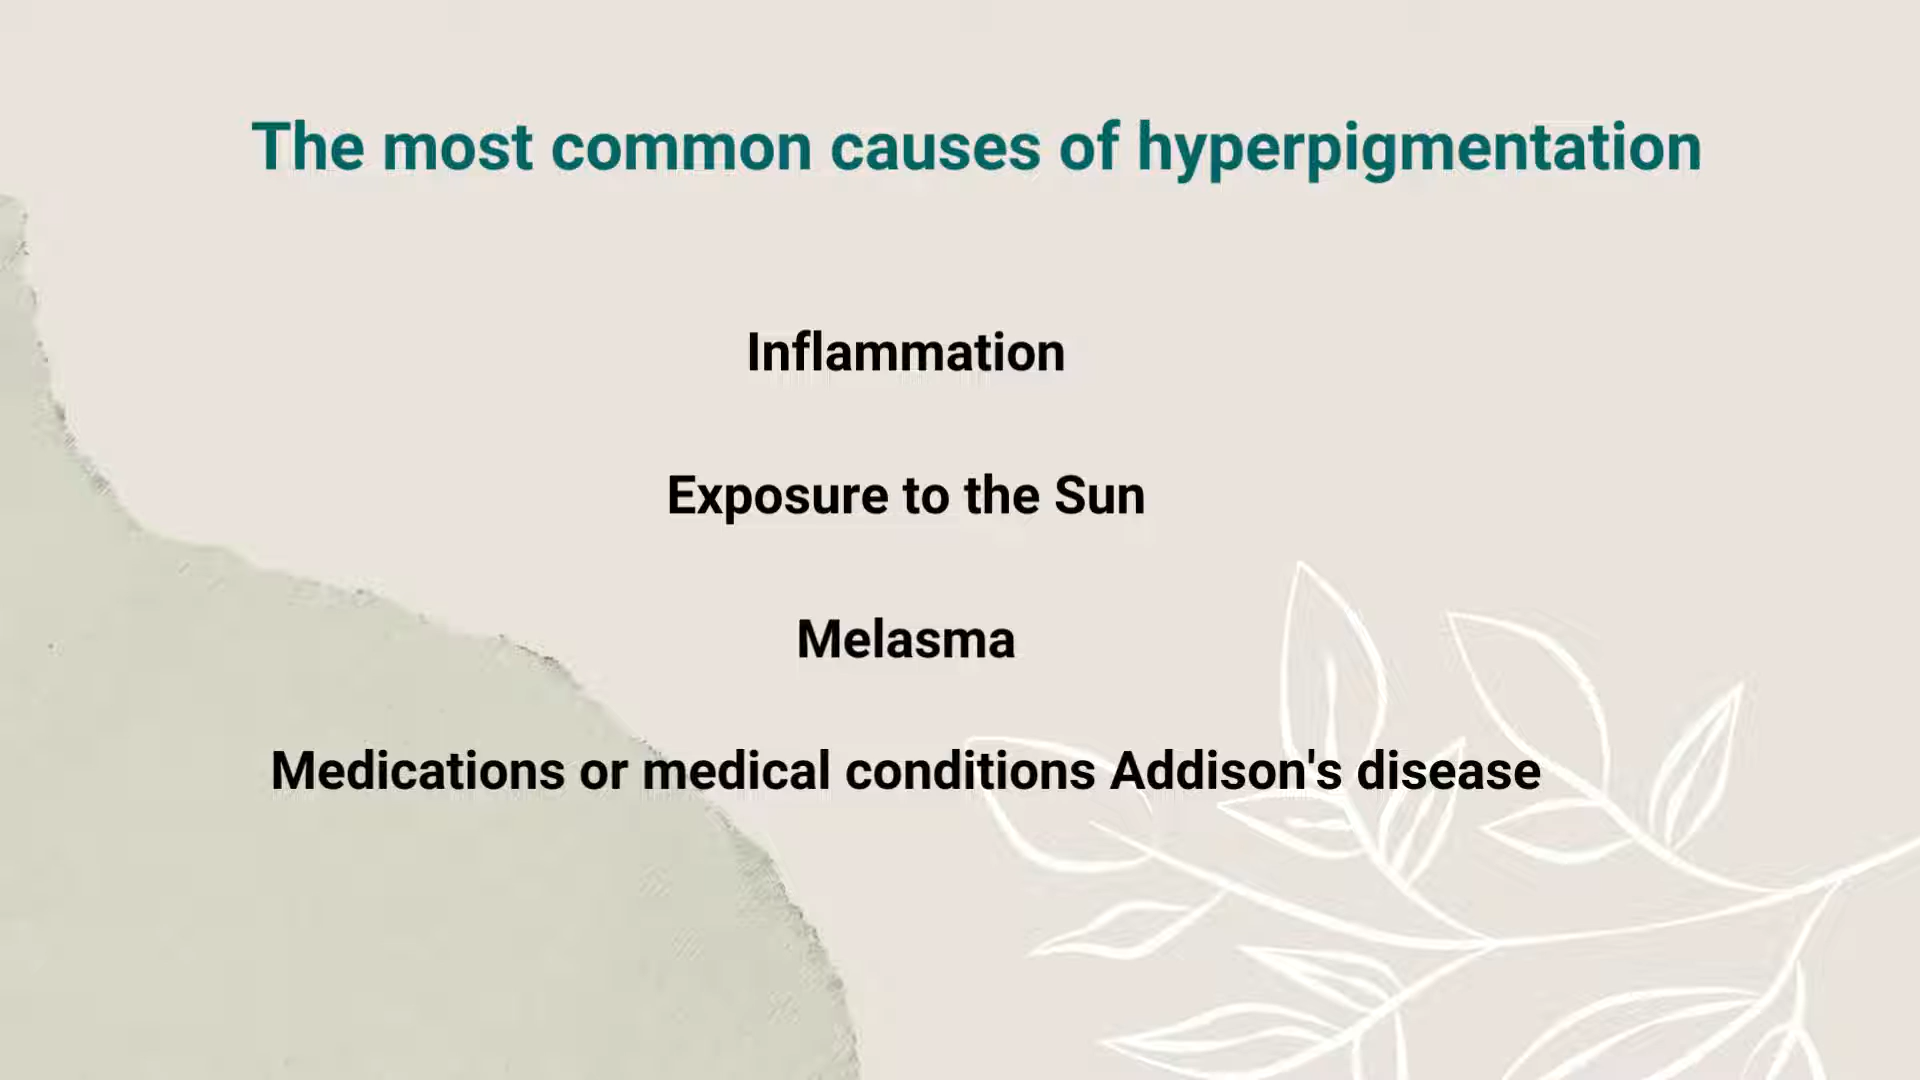 The most common causes of hyperpigmentation
Inflammation
Exposure to the Sun
Melasma
Medications or medical conditions Addison's disease